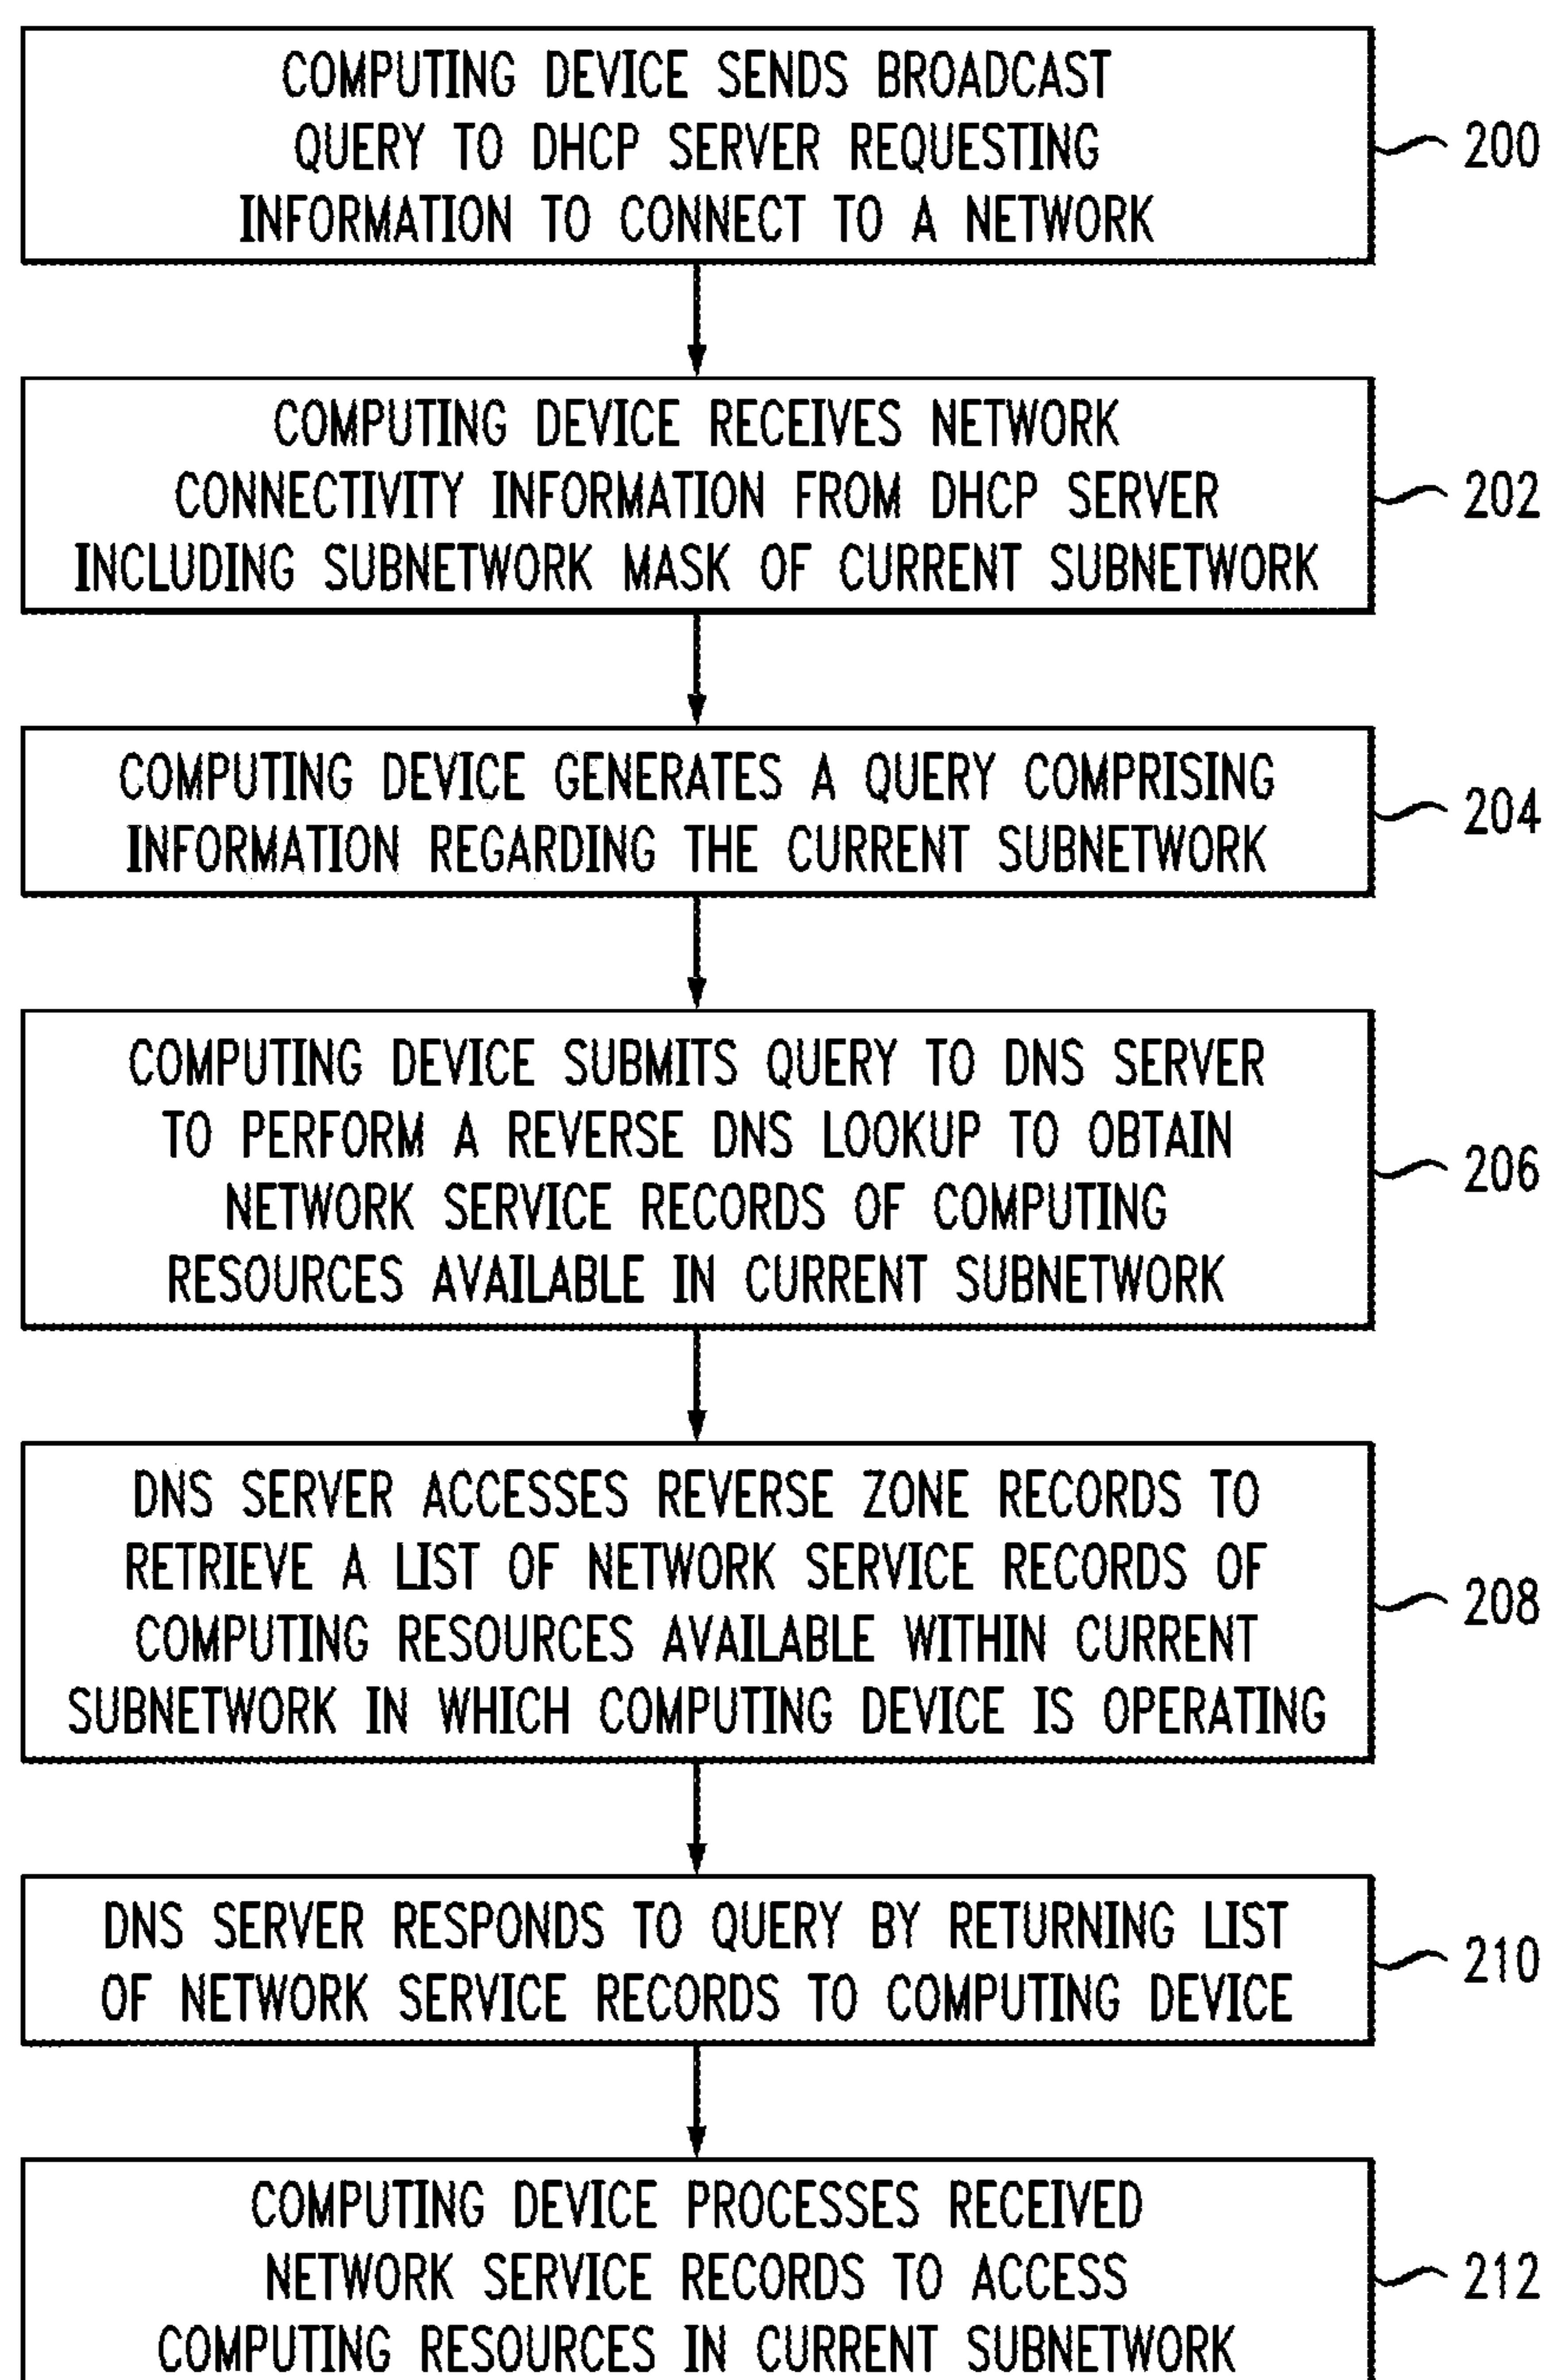 COMPUTING DEVICE SENDS BROADCAST
QUERY TO DHCP SERVER REQUESTING
INFORMATION TO CONNECT TO A NETWORK
200
COMPUTING DEVICE RECEIVES NETWORK
CONNECTIVITY INFORMATION FROM DHCP SERVER
INCLUDING SUBNETWORK MASK OF CURRENT SUBNETWORK
202
COMPUTING DEVICE GENERATES A QUERY COMPRISING
INFORMATION REGARDING THE CURRENT SUBNETWORK
204
COMPUTING DEVICE SUBMITS QUERY TO DNS SERVER
TO PERFORM A REVERSE DNS LOOKUP TO OBTAIN
NETWORK SERVICE RECORDS OF COMPUTING
RESOURCES AVAILABLE IN CURRENT SUBNETWORK
206
DNS SERVER ACCESSES REVERSE ZONE RECORDS TO
RETRIEVE A LIST OF NETWORK SERVICE RECORDS OF
COMPUTING RESOURCES AVAILABLE WITHIN CURRENT
SUBNETWORK IN WHICH COMPUTING DEVICE IS OPERATING
208
DNS SERVER RESPONDS TO QUERY BY RETURNING LIST
OF NETWORK SERVICE RECORDS TO COMPUTING DEVICE
210
COMPUTING DEVICE PROCESSES RECEIVED
NETWORK SERVICE RECORDS TO ACCESS
COMPUTING RESOURCES IN CURRENT SUBNETWORK
212